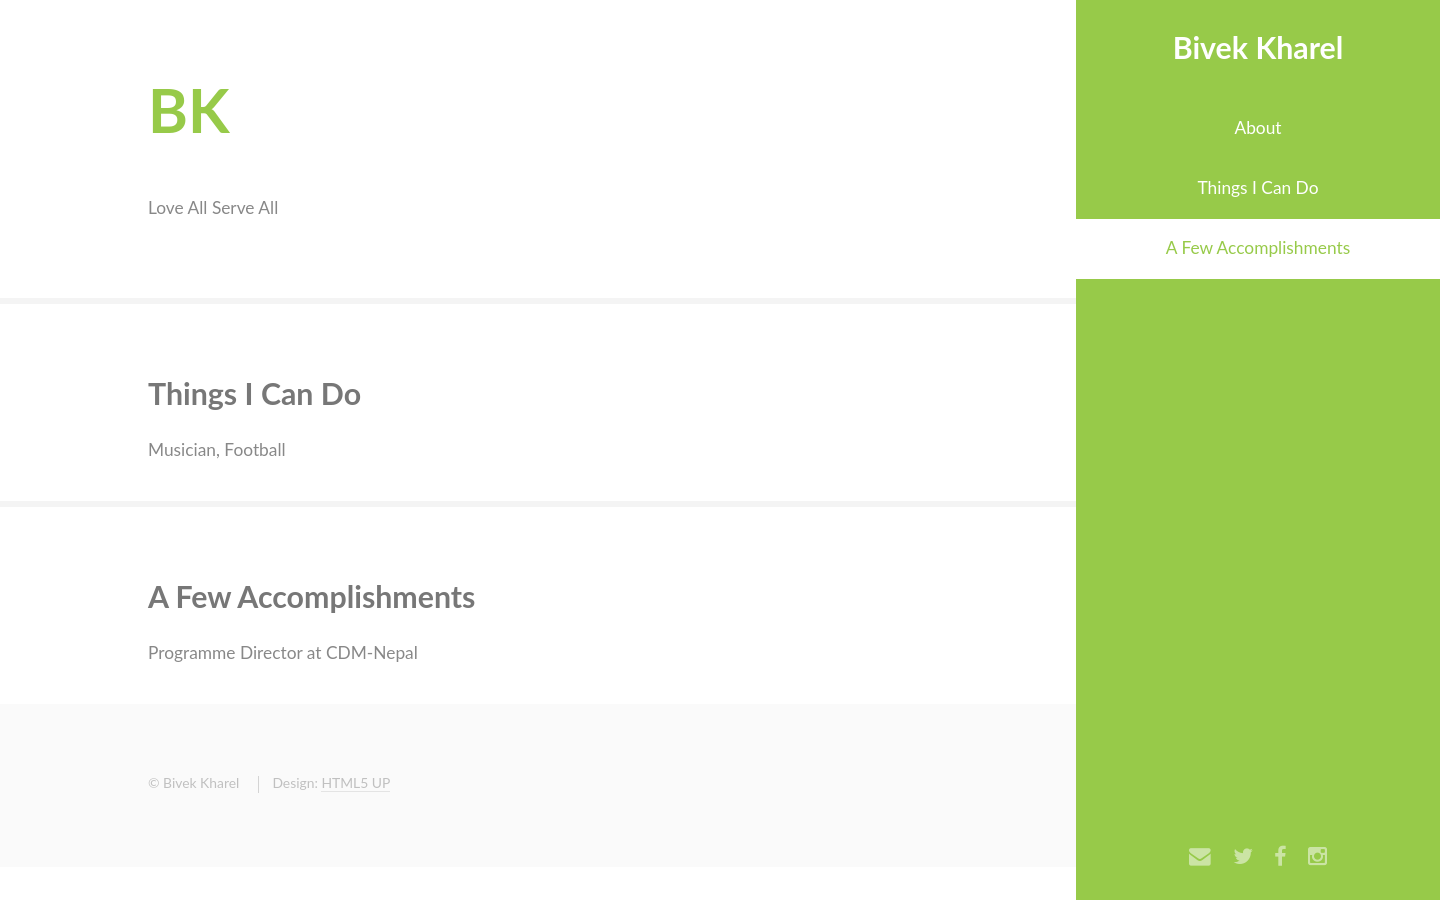 BK
Love All Serve All
Things I Can Do
Musician, Football
A Few Accomplishments
Programme Director at CDM-Nepal
© Bivek Kharel
Design: HTML5 UP
Bivek Kharel
About
Things I Can Do
A Few Accomplishments